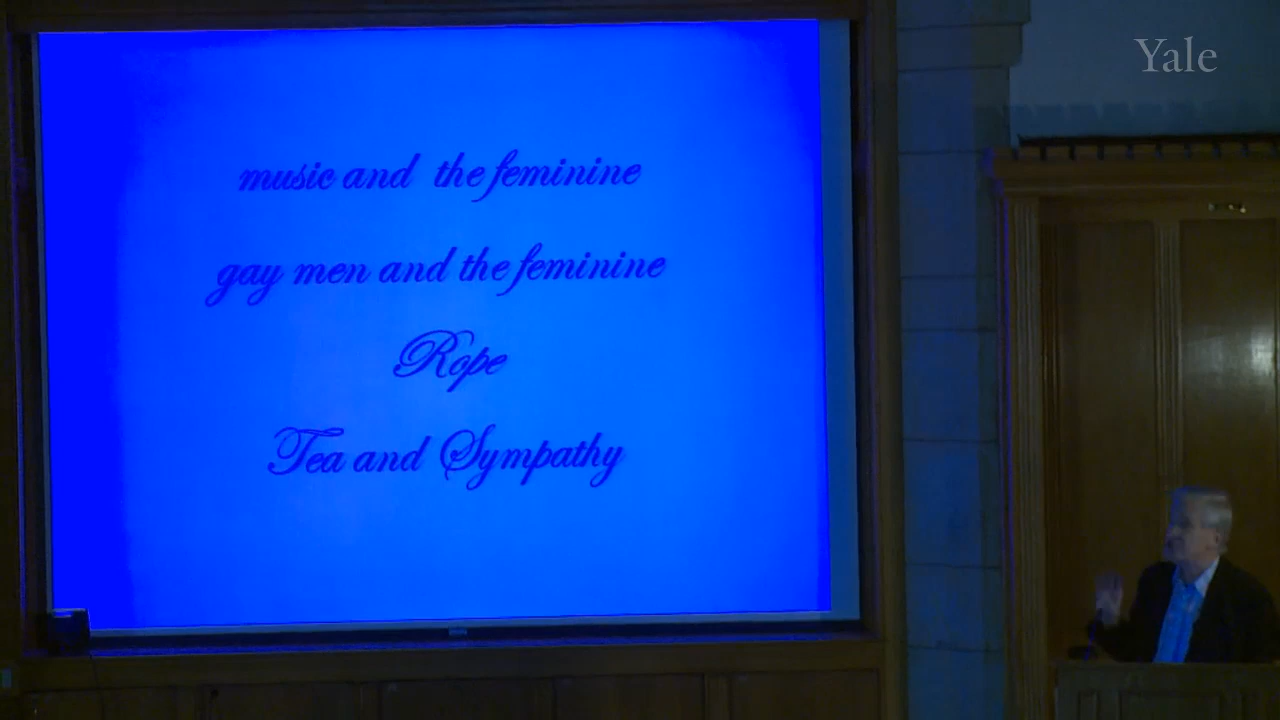 Yale
music and the feminine
gay men and the feminine
Rope
Tea and Sympathy